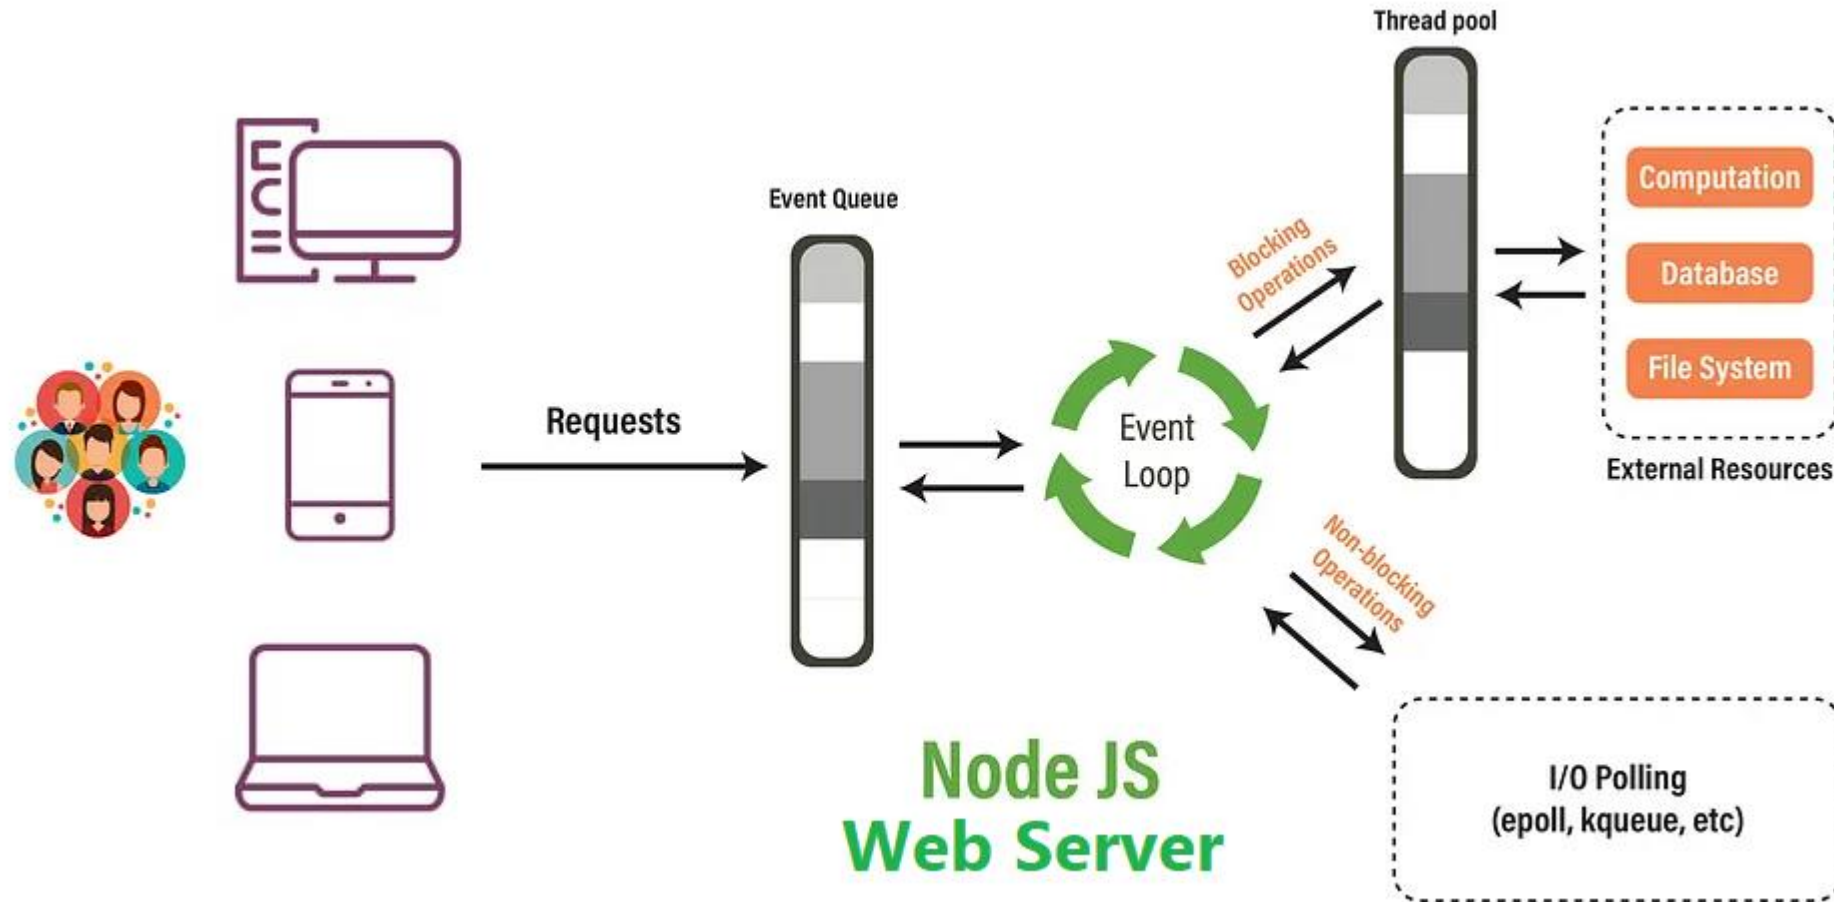 Thread pool
Computation
Event Queue
Blocking
Operations
Database
File System
Requests
Event
Loop
External Resources
Non-blocking
Operations
Node JS
Web Server
I/O Polling
(epoll, kqueue, etc)